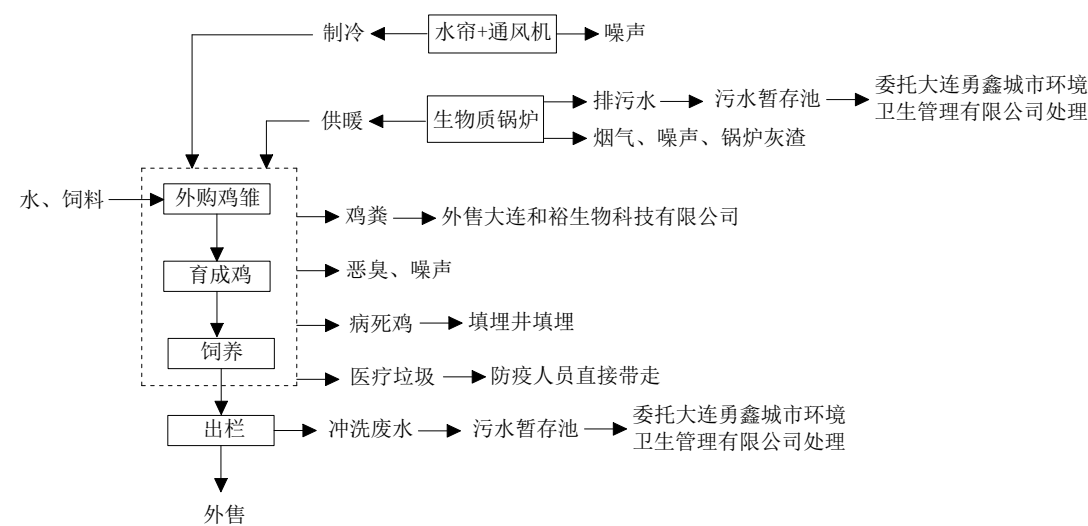 制冷
水帘+通风机
噪声
供暖
生物质锅炉
排污水
污水暂存池
委托大连勇鑫城市环境
卫生管理有限公司处理
烟气、噪声、锅炉灰渣
水、饲料
外购鸡雏
鸡粪
外售大连和裕生物科技有限公司
育成鸡
恶臭、噪声
病死鸡
填埋井填埋
饲养
医疗垃圾
防疫人员直接带走
出栏
冲洗废水
污水暂存池
委托大连勇鑫城市环境
卫生管理有限公司处理
外售